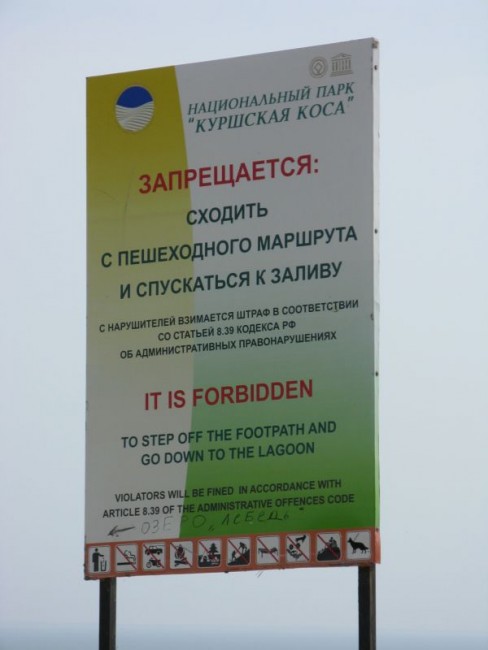 НАЦИОНАЛЬНЫЙ ПАРК
"КУРШСКАЯ КОСА"
ЗАПРЕЩАЕТСЯ:
СХОДИТЬ
С ПЕШЕХОДНОГО МАРШРУТА
И СПУСКАТЬСЯ К ЗАЛИВУ
С НАРУШИТЕЛЕЙ ВЗИМАЕТСЯ ШТРАФ В СООТВЕТСТВИИ
СО СТАТЬЕЙ 8.39 КОДЕКСА РФ
ОБ АДМИНИСТРАТИВНЫХ ПРАВОНАРУШЕНИЯХ
IT IS FORBIDDEN
TO STEP OFF THE FOOTPATH AND
GO DOWN TO THE LAGOON
VIOLATORS WILL BE FINED IN ACCORDANCE WITH
ARTICLE 8.39 OF THE ADMINISTRATIVE OFFENCES CODE
ОЗЕРО